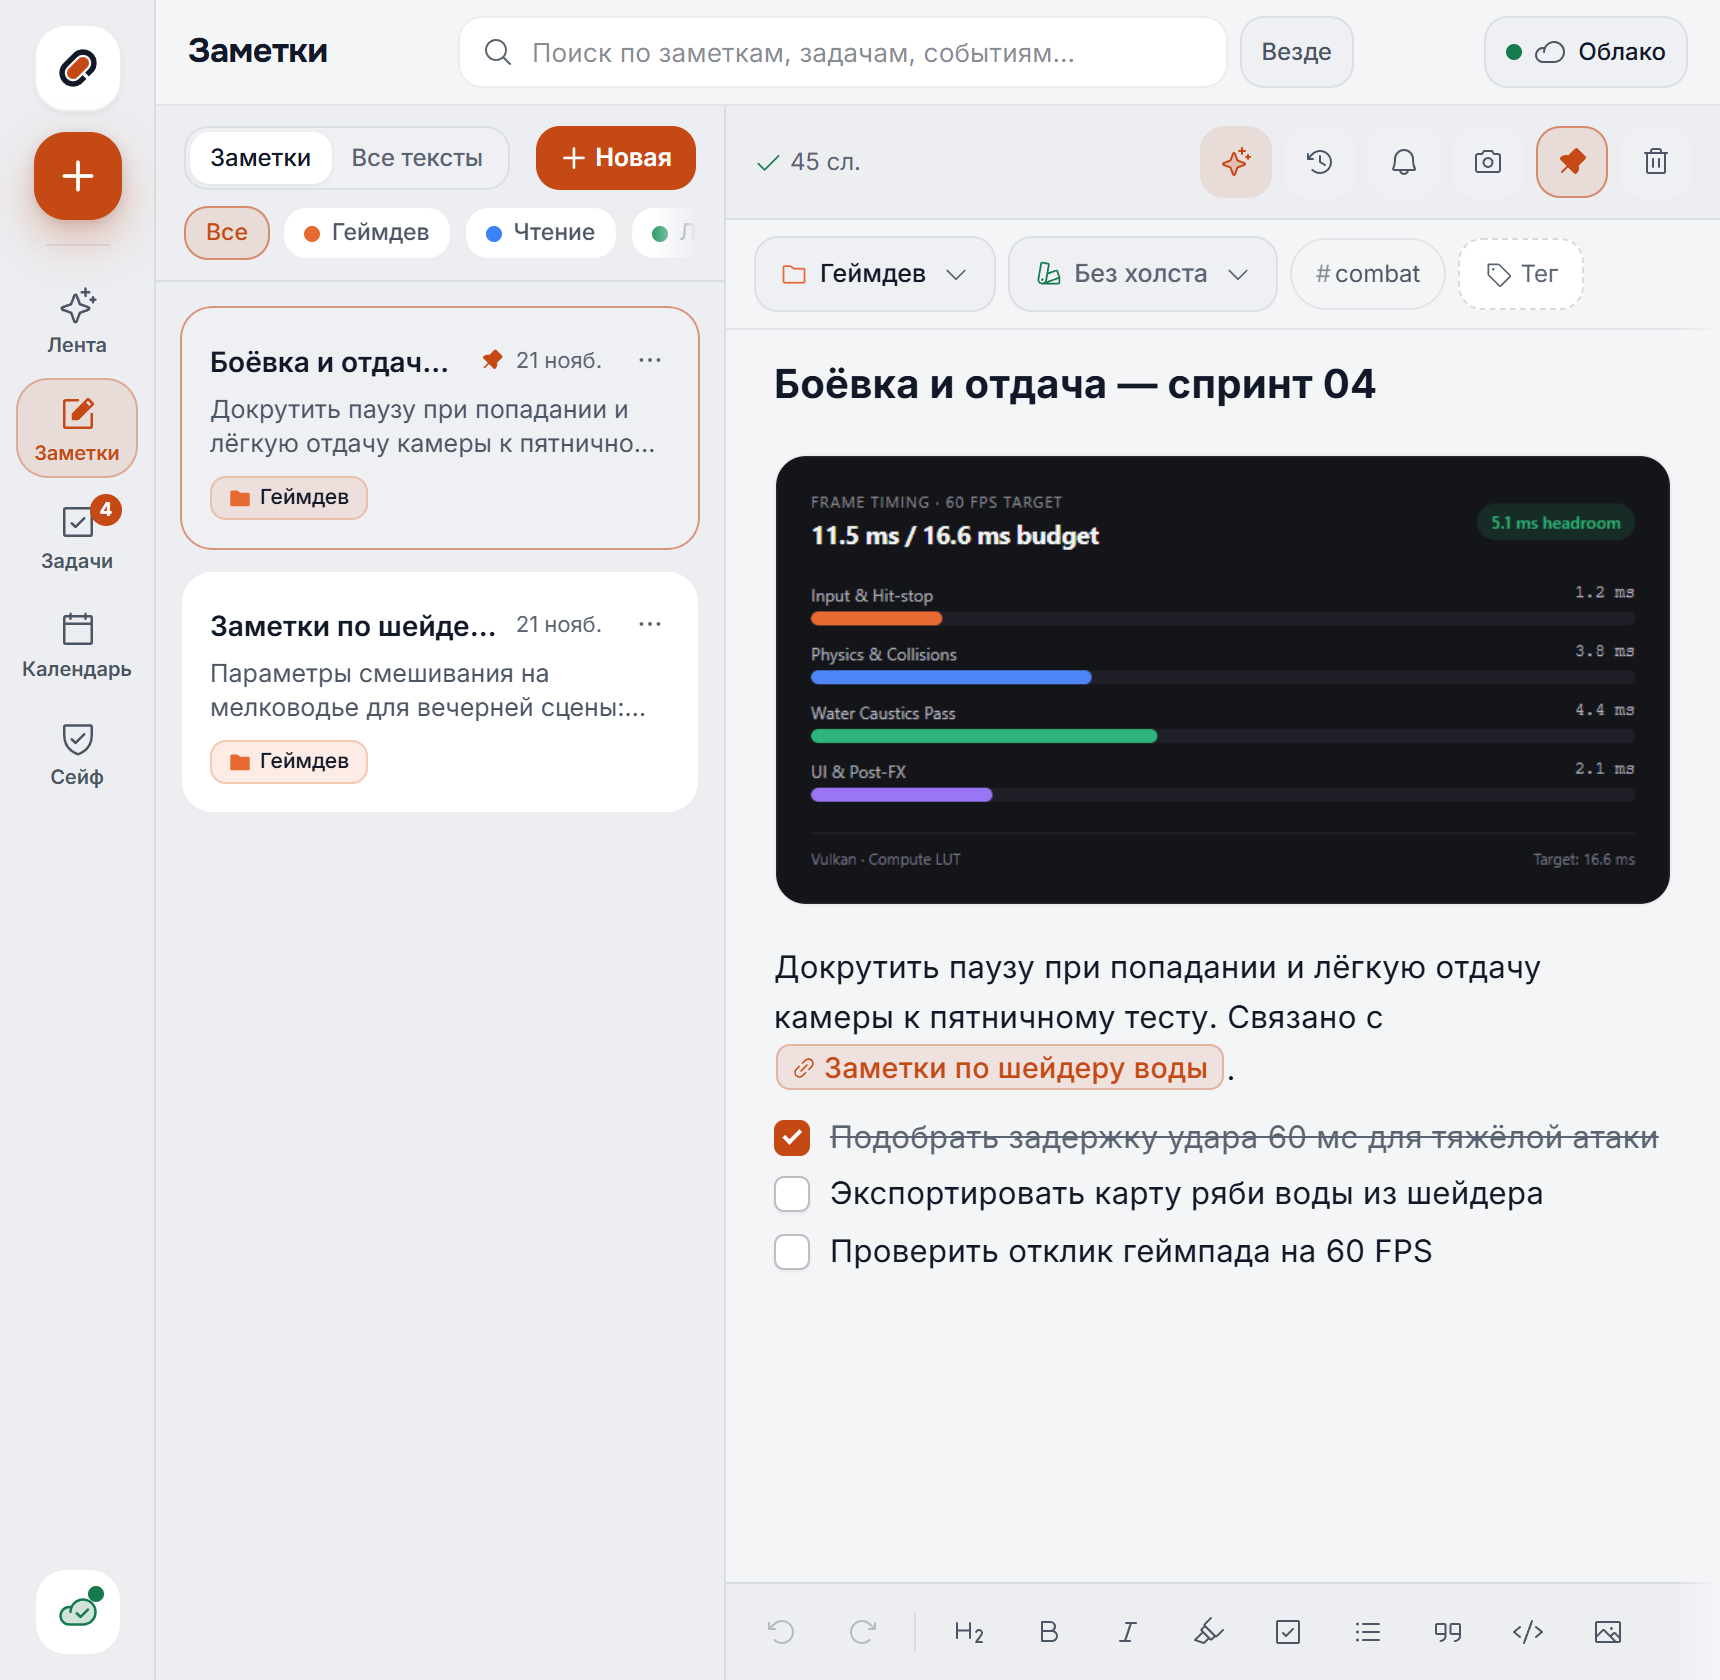 Заметки
Поиск по заметкам, задачам, событиям...
Везде
Облако
Лента
Заметки
4
Задачи
Календарь
Сейф
Заметки
Все тексты
Новая
Все
Геймдев
Чтение
Боёвка и отдач...
21 нояб.
Докрутить паузу при попадании и
лёгкую отдачу камеры к пятнично...
Геймдев
Заметки по шейде...
21 нояб.
Параметры смешивания на
мелководье для вечерней сцены:...
Геймдев
45 сл.
Геймдев
Без холста
#combat
Тег
Боёвка и отдача — спринт 04
FRAME TIMING · 60 FPS TARGET
11.5 ms / 16.6 ms budget
5.1 ms headroom
Input & Hit-stop
1.2 ms
Physics & Collisions
3.8 ms
Water Caustics Pass
4.4 ms
UI & Post-FX
2.1 ms
Vulkan · Compute LUT
Target: 16.6 ms
Докрутить паузу при попадании и лёгкую отдачу
камеры к пятничному тесту. Связано с
Заметки по шейдеру воды .
Подобрать задержку удара 60 мс для тяжёлой атаки
Экспортировать карту ряби воды из шейдера
Проверить отклик геймпада на 60 FPS
H2
B
I